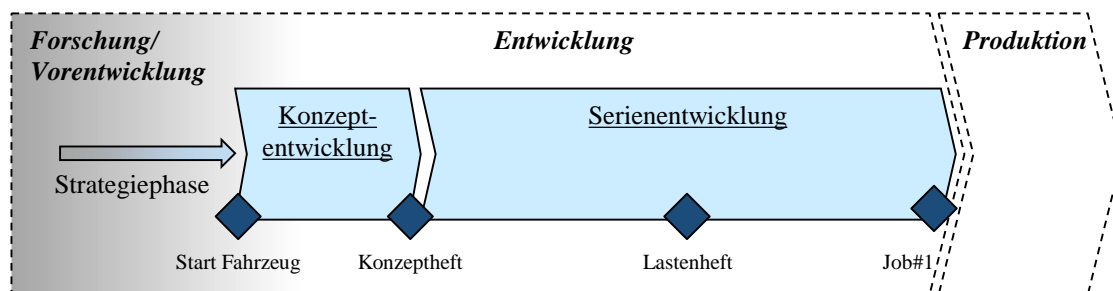 Forschung/
Vorentwicklung
Entwicklung
Produktion
Konzept-
entwicklung
Serienentwicklung
Strategiephase
Start Fahrzeug
Konzeptheft
Lastenheft
Job#1